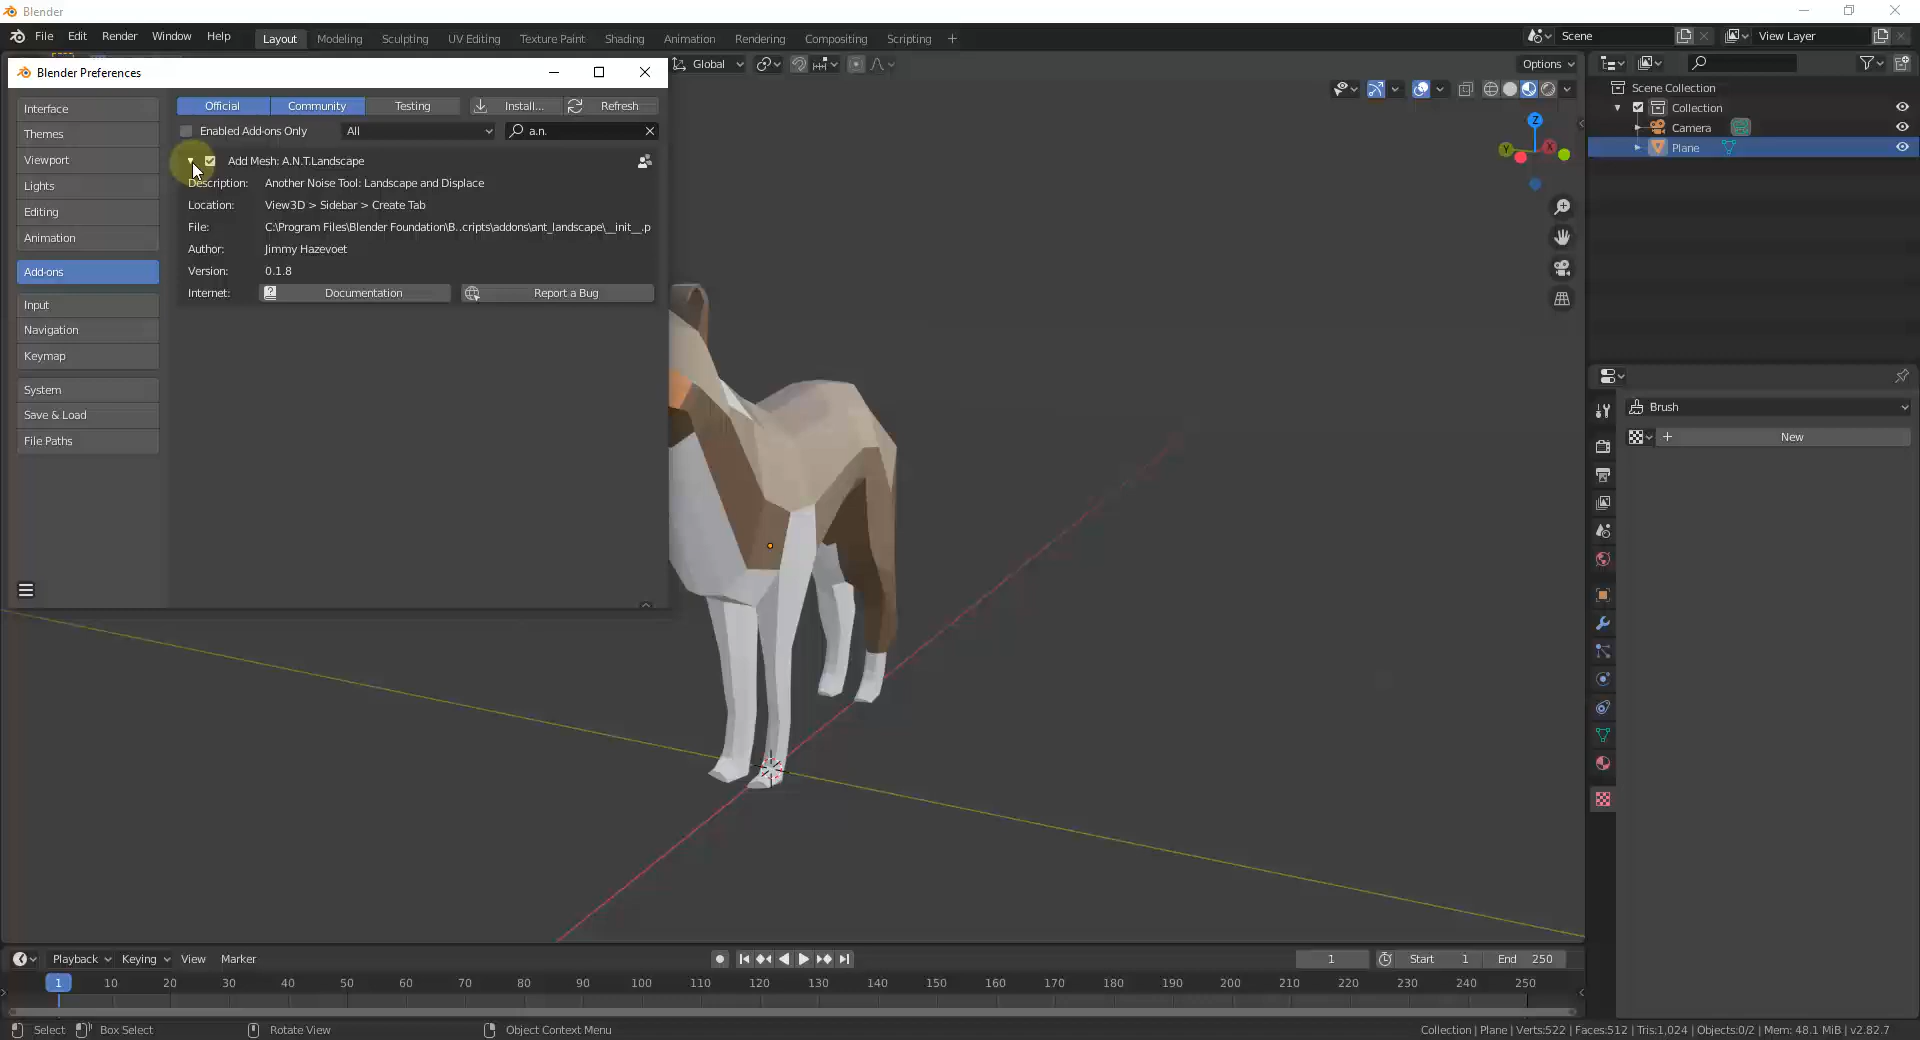 Blender
File Edit Render Window Help Layout Modeling Sculpting UV Editing Texture Paint Shading Animation Rendering Compositing Scripting + Scene View Layer
Blender Preferences
Global Options
Interface
Themes
Viewport
Lights
Editing
Animation
Add-ons
Input
Navigation
Keymap
System
Save & Load
File Paths
Official Community Testing Install... Refresh
Enabled Add-ons Only All a.n.
Add Mesh: A.N.T.Landscape
Description: Another Noise Tool: Landscape and Displace
Location: View3D > Sidebar > Create Tab
File: C:\Program Files\Blender Foundation\B..cripts\addons\ant_landscape\__init__.p
Author: Jimmy Hazevoet
Version: 0.1.8
Internet: Documentation Report a Bug
Z
Y X
Scene Collection
Collection
Camera
Plane
Brush
+ New
Playback Keying View Marker 1 Start 1 End 250
1 10 20 30 40 50 60 70 80 90 100 110 120 130 140 150 160 170 180 190 200 210 220 230 240 250
Select Box Select Rotate View Object Context Menu Collection | Plane | Verts:522 | Faces:512 | Tris:1,024 | Objects:0/2 | Mem: 48.1 MiB | v2.82.7